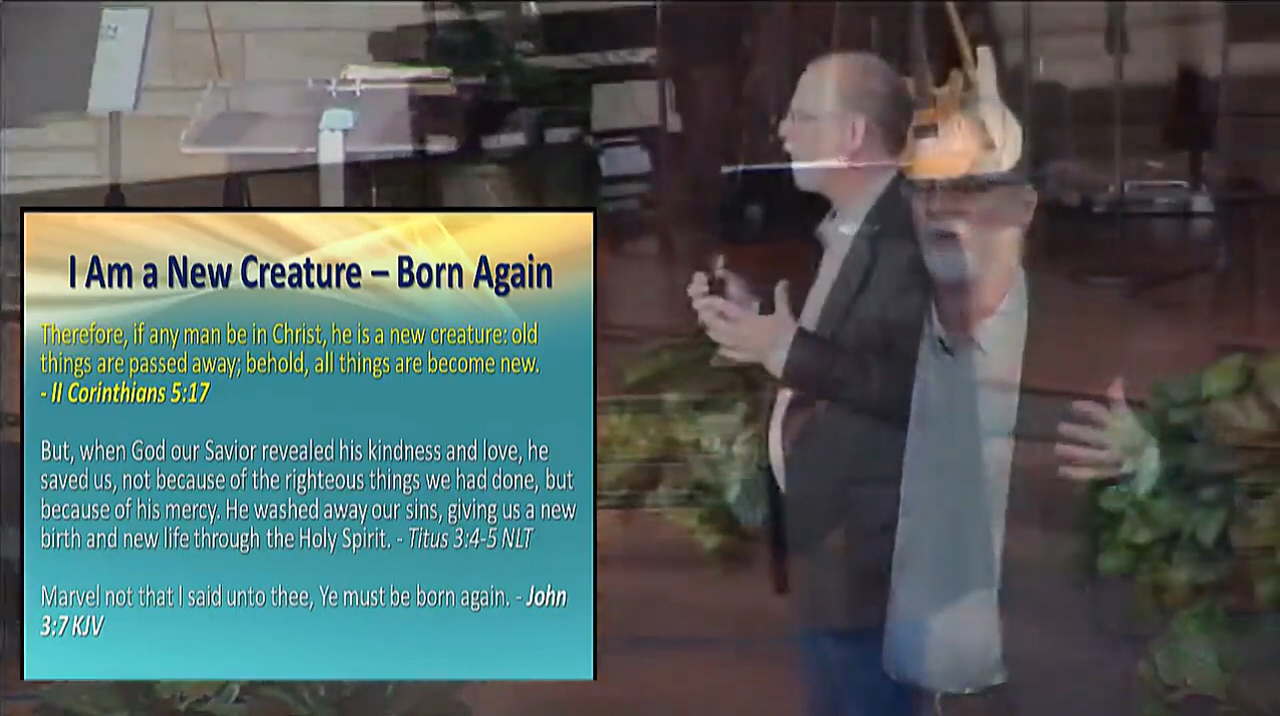 I Am a New Creature – Born Again
Therefore, if any man be in Christ, he is a new creature: old
things are passed away; behold, all things are become new.
- II Corinthians 5:17
But, when God our Savior revealed his kindness and love, he
saved us, not because of the righteous things we had done, but
because of his mercy. He washed away our sins, giving us a new
birth and new life through the Holy Spirit. - Titus 3:4-5 NLT
Marvel not that I said unto thee, Ye must be born again. - John
3:7 KJV